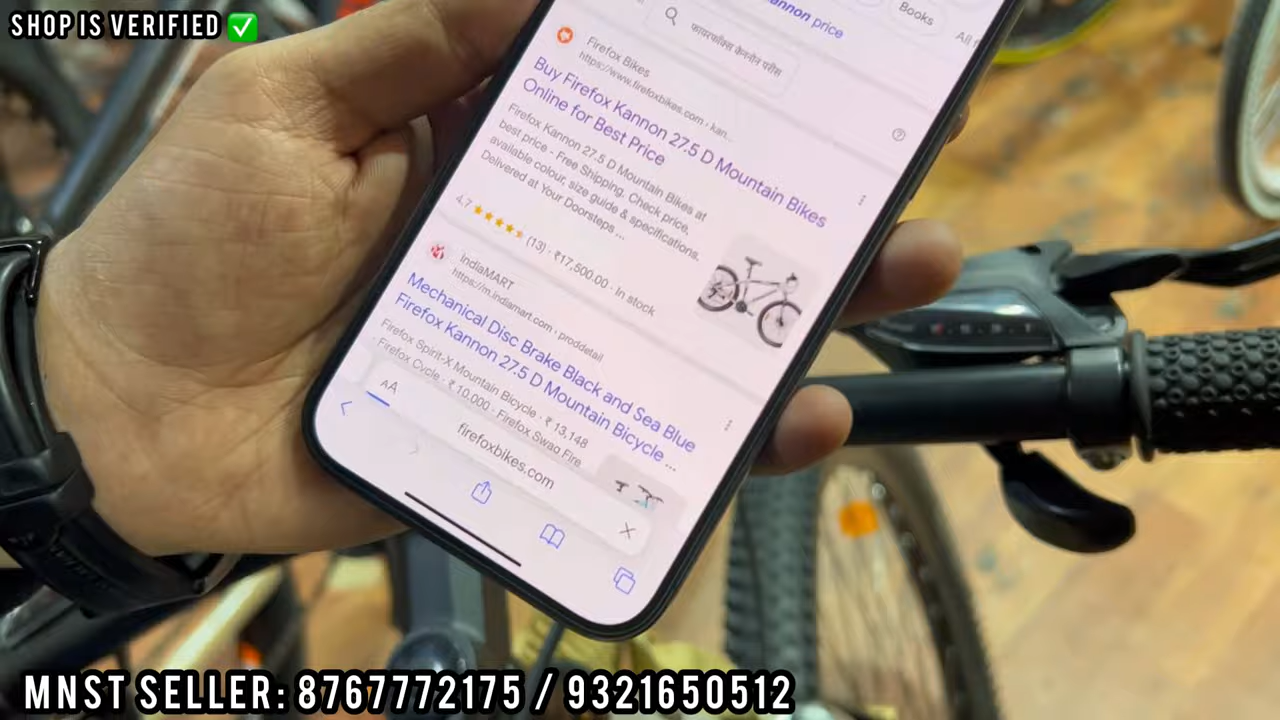 SHOP IS VERIFIED ✅
kannon price
Books
फायरफॉक्स केनोन प्राइस
Firefox Bikes
https://www.firefoxbikes.com › kan...
Buy Firefox Kannon 27.5 D Mountain Bikes
Online for Best Price
Firefox Kannon 27.5 D Mountain Bikes at
best price - Free Shipping. Check price,
available colour, size guide & specifications.
Delivered at Your Doorsteps ...
4.7 ★★★★★ (13) · ₹17,500.00 · In stock
IndiaMART
https://m.indiamart.com › proddetail
Mechanical Disc Brake Black and Sea Blue
Firefox Kannon 27.5 D Mountain Bicycle ...
Firefox Spirit-X Mountain Bicycle · ₹ 13,148
· Firefox Cycle · ₹ 10,000 · Firefox Swag Fire
AA
firefoxbikes.com
MNST SELLER: 8767772175 / 9321650512